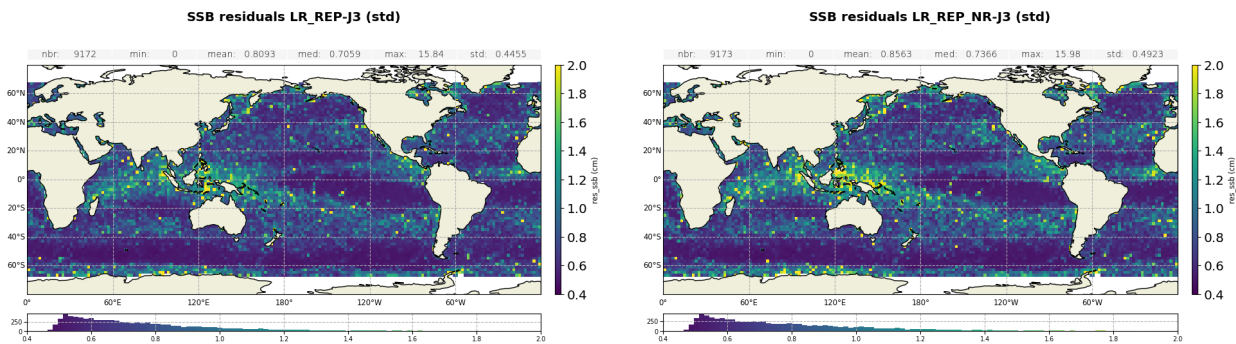 SSB residuals LR_REP-J3 (std)
nbr: 9172 min: 0 mean: 0.8093 med: 0.7059 max: 15.84 std: 0.4455
60°N
40°N
20°N
0°
20°S
40°S
60°S
0° 60°E 120°E 180° 120°W 60°W
2.0
1.8
1.6
1.4
1.2
1.0
0.8
0.6
0.4
res_ssb (cm)
250
0
0.4 0.6 0.8 1.0 1.2 1.4 1.6 1.8 2.0
SSB residuals LR_REP_NR-J3 (std)
nbr: 9173 min: 0 mean: 0.8563 med: 0.7366 max: 15.98 std: 0.4923
60°N
40°N
20°N
0°
20°S
40°S
60°S
0° 60°E 120°E 180° 120°W 60°W
2.0
1.8
1.6
1.4
1.2
1.0
0.8
0.6
0.4
res_ssb (cm)
250
0
0.4 0.6 0.8 1.0 1.2 1.4 1.6 1.8 2.0